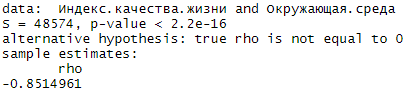 data:  Индекс.качества.жизни and Окружающая.среда
S = 48574, p-value < 2.2e-16
alternative hypothesis: true rho is not equal to 0
sample estimates:
rho
-0.8514961